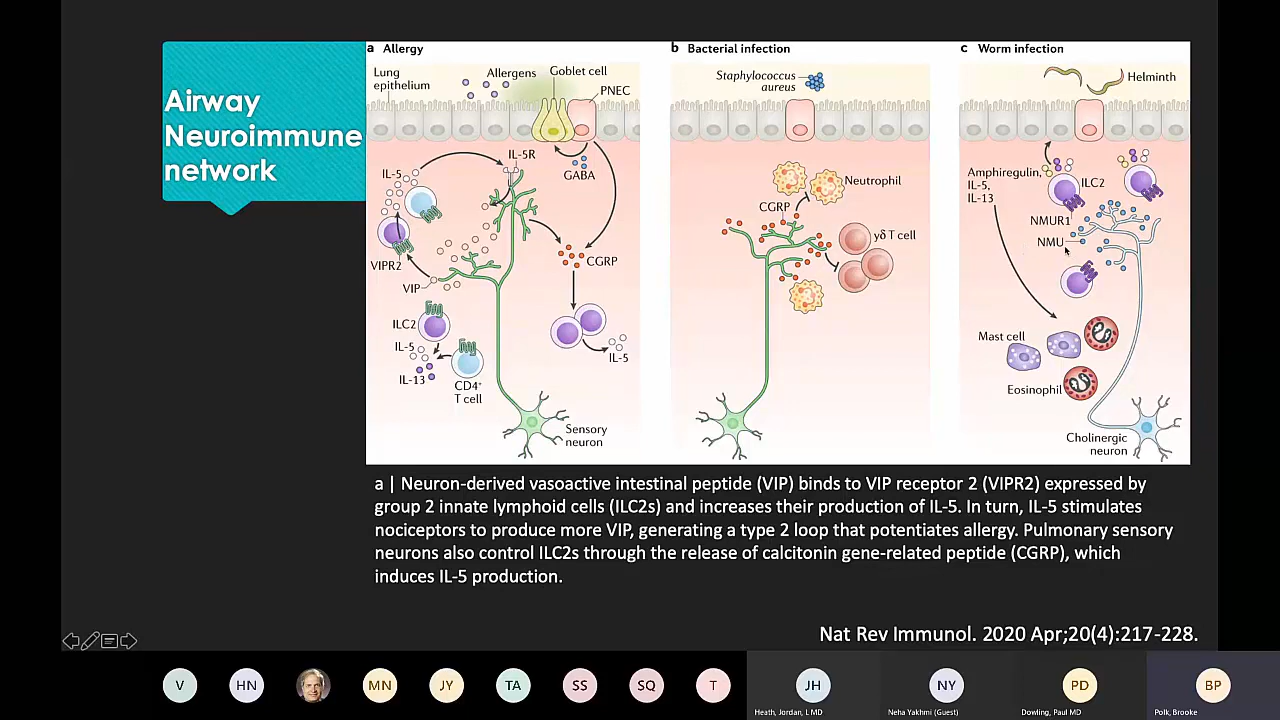 Airway
Neuroimmune
network
a Allergy
Lung
epithelium
Allergens
Goblet cell
PNEC
IL-5R
IL-5
GABA
VIPR2
CGRP
VIP
ILC2
IL-5
IL-13
CD4⁺
T cell
IL-5
Sensory
neuron
b Bacterial infection
Staphylococcus
aureus
Neutrophil
CGRP
γδ T cell
c Worm infection
Helminth
Amphiregulin,
IL-5,
IL-13
ILC2
NMUR1
NMU
Mast cell
Eosinophil
Cholinergic
neuron
a | Neuron-derived vasoactive intestinal peptide (VIP) binds to VIP receptor 2 (VIPR2) expressed by
group 2 innate lymphoid cells (ILC2s) and increases their production of IL-5. In turn, IL-5 stimulates
nociceptors to produce more VIP, generating a type 2 loop that potentiates allergy. Pulmonary sensory
neurons also control ILC2s through the release of calcitonin gene-related peptide (CGRP), which
induces IL-5 production.
Nat Rev Immunol. 2020 Apr;20(4):217-228.
V HN MN JY TA SS SQ T JH NY PD BP
Heath, Jordan, L MD
Neha Yakhmi (Guest)
Dowling, Paul MD
Polk, Brooke